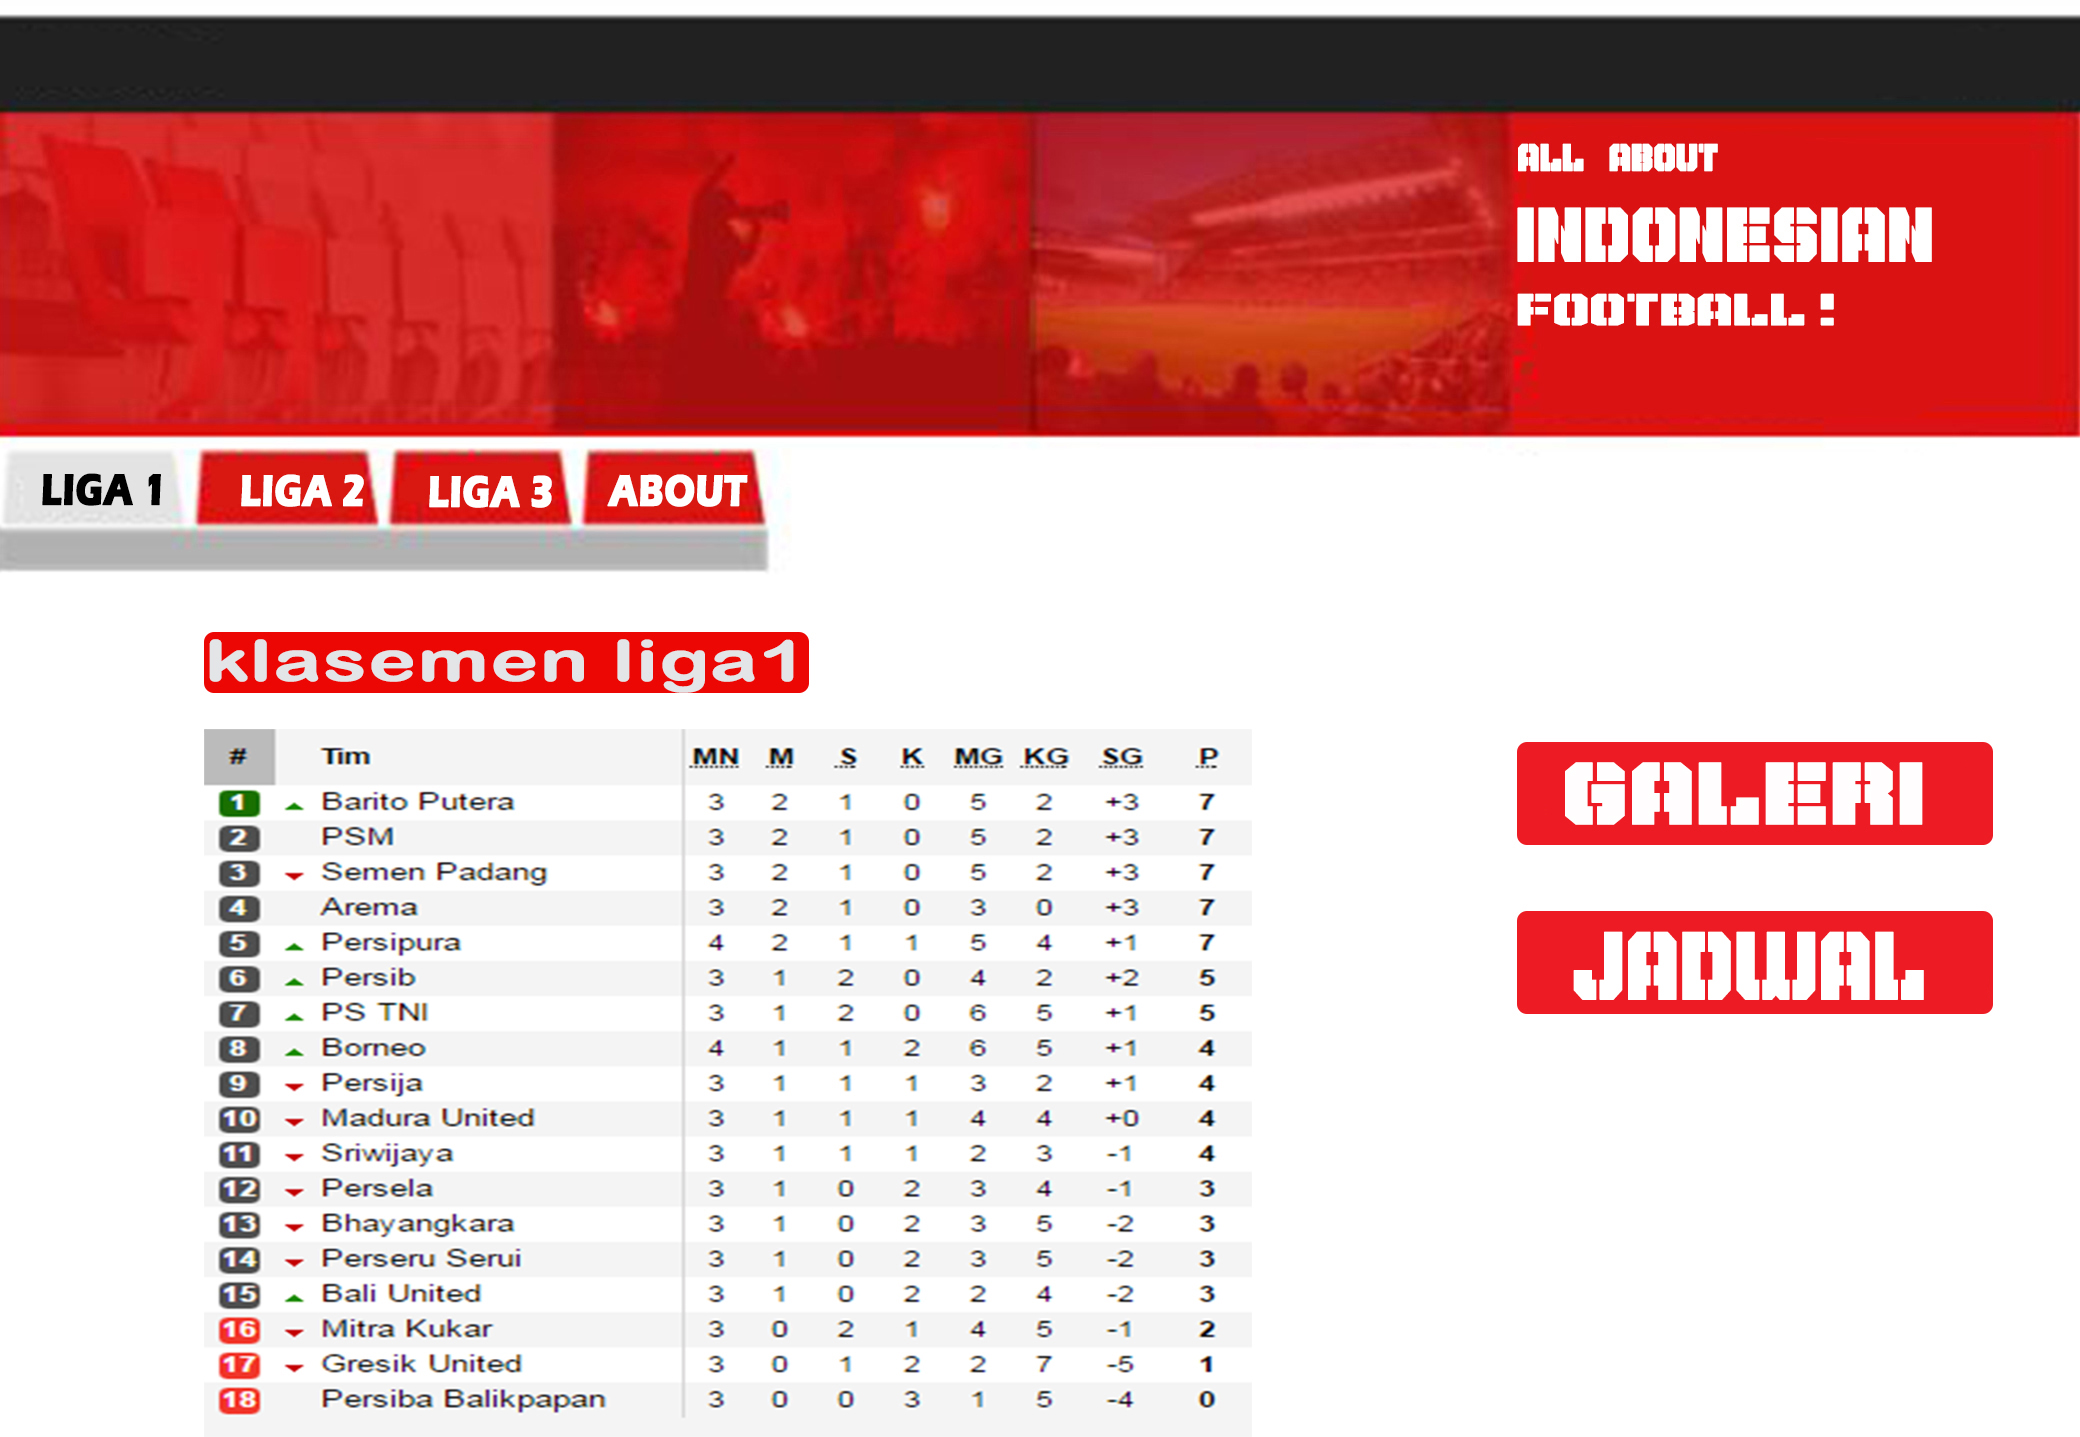 ALL ABOUT
INDONESIAN
FOOTBALL!
LIGA 1 LIGA 2 LIGA 3 ABOUT
klasemen liga1
# Tim MN M S K MG KG SG P
1 Barito Putera 3 2 1 0 5 2 +3 7
2 PSM 3 2 1 0 5 2 +3 7
3 Semen Padang 3 2 1 0 5 2 +3 7
4 Arema 3 2 1 0 3 0 +3 7
5 Persipura 4 2 1 1 5 4 +1 7
6 Persib 3 1 2 0 4 2 +2 5
7 PS TNI 3 1 2 0 6 5 +1 5
8 Borneo 4 1 1 2 6 5 +1 4
9 Persija 3 1 1 1 3 2 +1 4
10 Madura United 3 1 1 1 4 4 +0 4
11 Sriwijaya 3 1 1 1 2 3 -1 4
12 Persela 3 1 0 2 3 4 -1 3
13 Bhayangkara 3 1 0 2 3 5 -2 3
14 Perseru Serui 3 1 0 2 3 5 -2 3
15 Bali United 3 1 0 2 2 4 -2 3
16 Mitra Kukar 3 0 2 1 4 5 -1 2
17 Gresik United 3 0 1 2 2 7 -5 1
18 Persiba Balikpapan 3 0 0 3 1 5 -4 0
GALERI
JADWAL